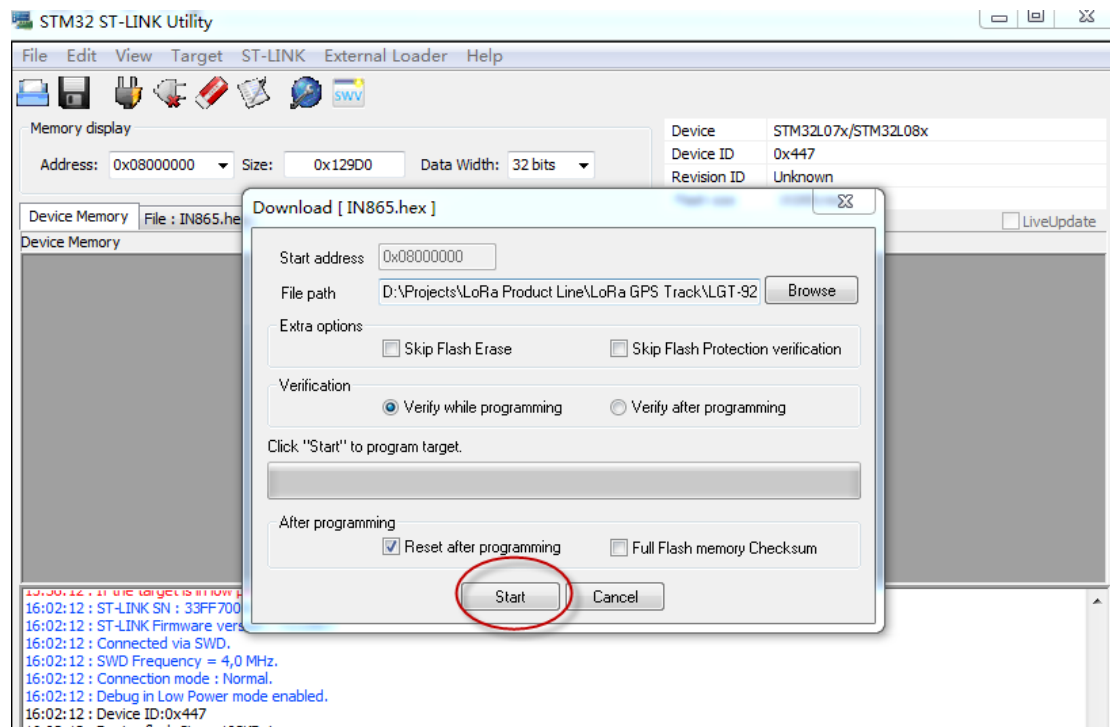 STM32 ST-LINK Utility
File Edit View Target ST-LINK External Loader Help
SWV
Memory display
Address: 0x08000000 Size: 0x129D0 Data Width: 32 bits
Device STM32L07x/STM32L08x
Device ID 0x447
Revision ID Unknown
Device Memory File : IN865.he
LiveUpdate
Device Memory
Download [ IN865.hex ]
Start address 0x08000000
File path D:\Projects\LoRa Product Line\LoRa GPS Track\LGT-92 Browse
Extra options
Skip Flash Erase Skip Flash Protection verification
Verification
Verify while programming Verify after programming
Click "Start" to program target.
After programming
Reset after programming Full Flash memory Checksum
Start Cancel
16:02:12 : ST-LINK SN : 33FF700
16:02:12 : ST-LINK Firmware vers
16:02:12 : Connected via SWD.
16:02:12 : SWD Frequency = 4,0 MHz.
16:02:12 : Connection mode : Normal.
16:02:12 : Debug in Low Power mode enabled.
16:02:12 : Device ID:0x447